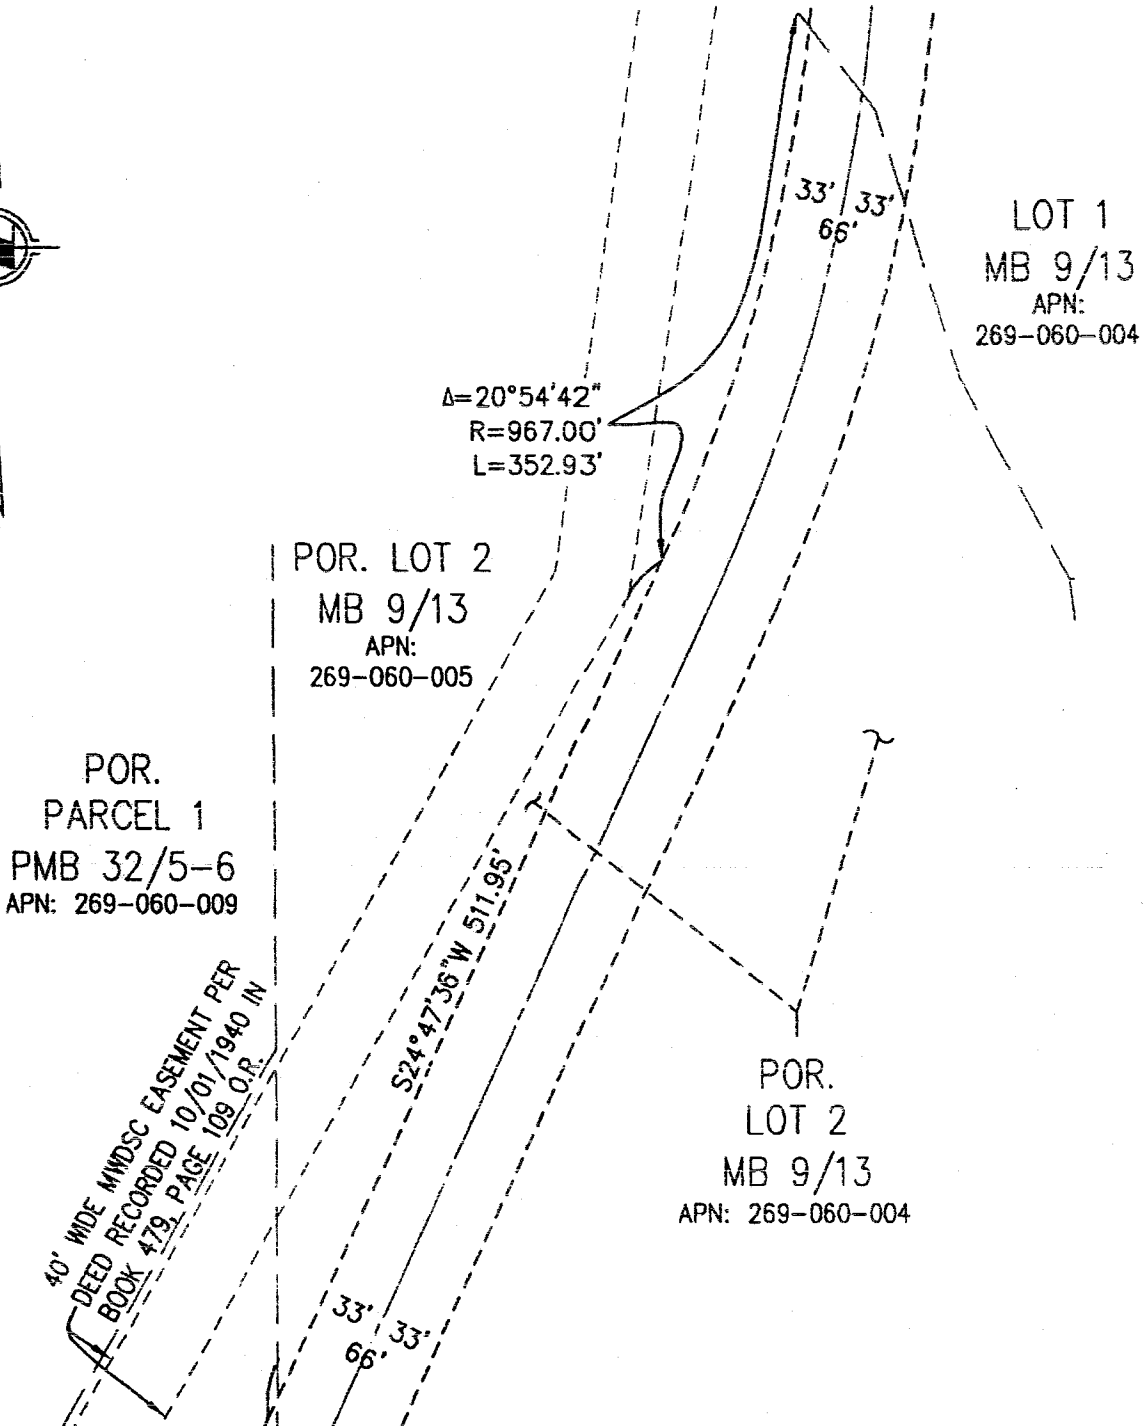 33' 33'
66'
LOT 1
MB 9/13
APN:
269-060-004
Δ=20°54'42"
R=967.00'
L=352.93'
POR. LOT 2
MB 9/13
APN:
269-060-005
POR.
PARCEL 1
PMB 32/5-6
APN: 269-060-009
S24°47'36"W 511.95'
40' WIDE MWDSC EASEMENT PER
DEED RECORDED 10/01/1940 IN
BOOK 479, PAGE 109 O.R.
POR.
LOT 2
MB 9/13
APN: 269-060-004
33' 33'
66'